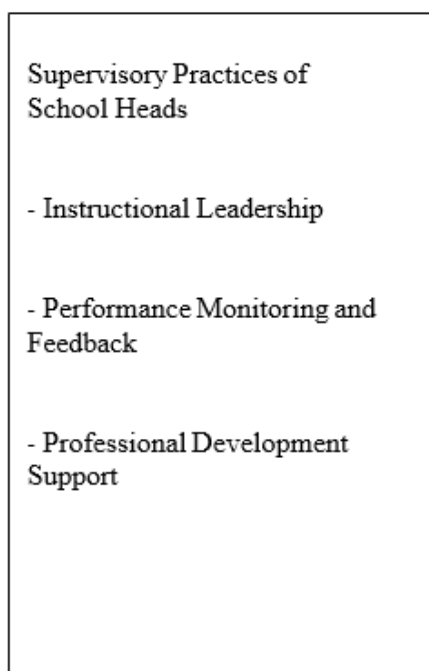 Supervisory Practices of
School Heads
- Instructional Leadership
- Performance Monitoring and
Feedback
- Professional Development
Support